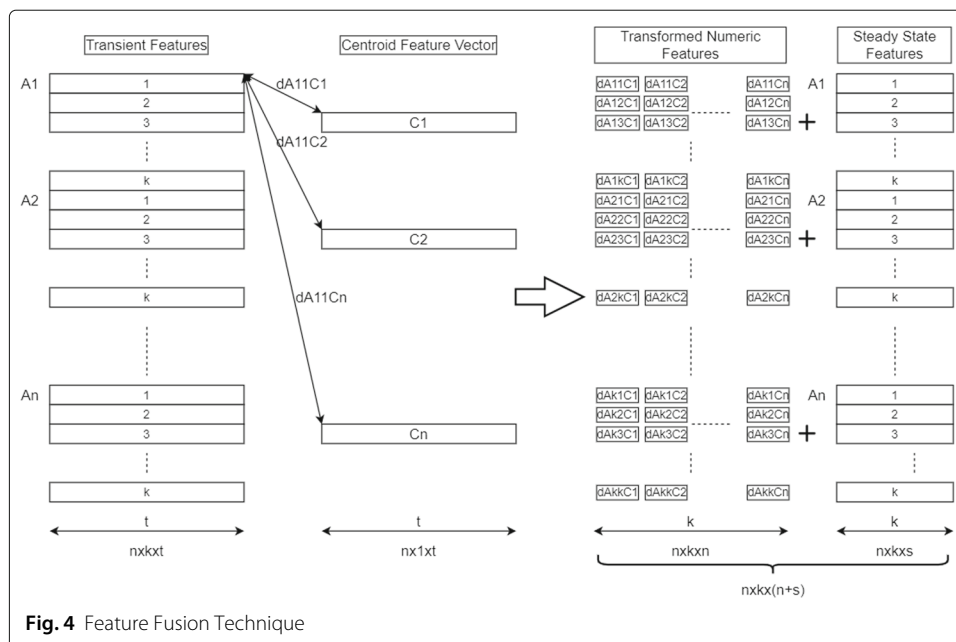 Transient Features
Centroid Feature Vector
Transformed Numeric
Features
Steady State
Features
A1
1
2
3
dA11C1
dA11C2
dA11Cn
C1
dA11C1 dA11C2 dA11Cn
dA12C1 dA12C2 dA12Cn
dA13C1 dA13C2 dA13Cn
+
A1
1
2
3
A2
k
1
2
3
k
C2
dA1kC1 dA1kC2 dA1kCn
dA21C1 dA21C2 dA21Cn
dA22C1 dA22C2 dA22Cn
dA23C1 dA23C2 dA23Cn
+
dA2kC1 dA2kC2 dA2kCn
A2
k
1
2
3
k
An
1
2
3
k
Cn
dAk1C1 dAk1C2 dAk1Cn
dAk2C1 dAk2C2 dAk2Cn
dAk3C1 dAk3C2 dAk3Cn
+
dAkkC1 dAkkC2 dAkkCn
An
1
2
3
k
t
nxkxt
t
nx1xt
k
nxkxn
k
nxkxs
nxkx(n+s)
Fig. 4 Feature Fusion Technique